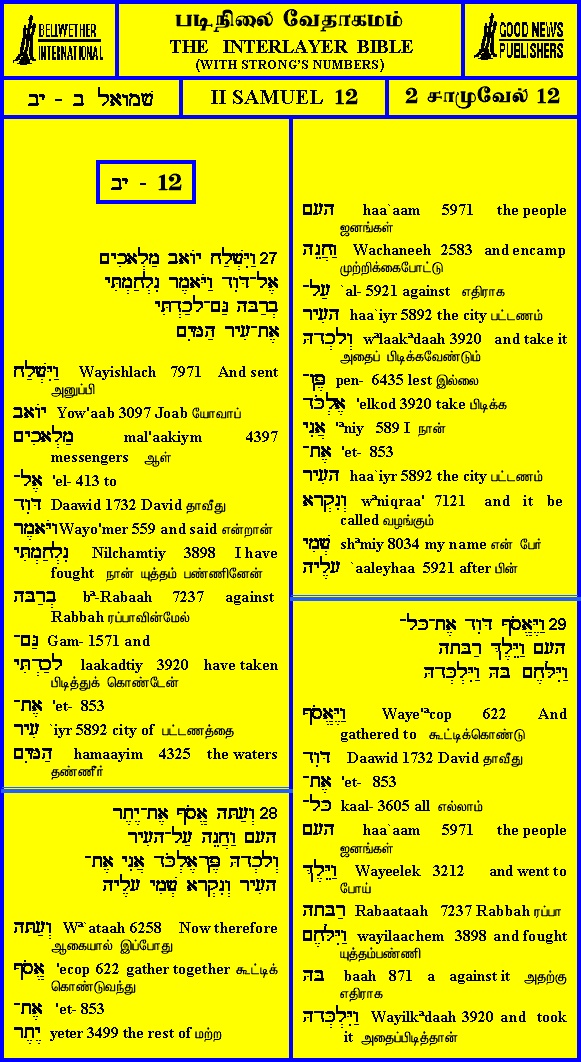 BELLWETHER
INTERNATIONAL
படிநிலை வேதாகமம்
THE INTERLAYER BIBLE
(WITH STRONG'S NUMBERS)
GOOD NEWS
PUBLISHERS
שמואל ב - יב
II SAMUEL 12
2 சாமுவேல் 12
יב - 12
27 וַיִּשְׁלַח יוֹאָב מַלְאָכִים
אֶל־דָּוִד וַיֹּאמֶר נִלְחַמְתִּי
בְרַבָּה גַּם־לָכַדְתִּי
אֶת־עִיר הַמָּיִם
וַיִּשְׁלַח Wayishlach 7971 And sent
அனுப்பி
יוֹאָב Yow'aab 3097 Joab யோவாப்
מַלְאָכִים mal'aakiym 4397
messengers ஆள்
אֶל־ 'el- 413 to
דָּוִד Daawid 1732 David தாவீது
וַיֹּאמֶר Wayo'mer 559 and said என்றான்
נִלְחַמְתִּי Nilchamtiy 3898 I have
fought நான் யுத்தம் பண்ணினேன்
בְרַבָּה bª-Rabaah 7237 against
Rabbah ரப்பாவின்மேல்
גַּם־ Gam- 1571 and
לָכַדְתִּי laakadtiy 3920 have taken
பிடித்துக் கொண்டேன்
אֶת־ 'et- 853
עִיר `iyr 5892 city of பட்டணத்தை
הַמָּיִם hamaayim 4325 the waters
தண்ணீர்
28 וְעַתָּה אֱסֹף אֶת־יֶתֶר
הָעָם וַחֲנֵה עַל־הָעִיר
וְלָכְדָהּ פֶּן־אֶלְכֹּד אֲנִי אֶת־
הָעִיר וְנִקְרָא שְׁמִי עָלֶיהָ
וְעַתָּה Wª`ataah 6258 Now therefore
ஆகையால் இப்போது
אֱסֹף 'ecop 622 gather together கூட்டிக்
கொண்டுவந்து
אֶת־ 'et- 853
יֶתֶר yeter 3499 the rest of மற்ற
הָעָם haa`aam 5971 the people
ஜனங்கள்
וַחֲנֵה Wachaneeh 2583 and encamp
முற்றிக்கைபோட்டு
עַל־ `al- 5921 against எதிராக
הָעִיר haa`iyr 5892 the city பட்டணம்
וְלָכְדָהּ wªlaakªdaah 3920 and take it
அதைப் பிடிக்கவேண்டும்
פֶּן־ pen- 6435 lest இல்லை
אֶלְכֹּד 'elkod 3920 take பிடிக்க
אֲנִי 'ªniy 589 I நான்
אֶת־ 'et- 853
הָעִיר haa`iyr 5892 the city பட்டணம்
וְנִקְרָא wªniqraa' 7121 and it be
called வழங்கும்
שְׁמִי shªmiy 8034 my name என் பேர்
עָלֶיהָ `aaleyhaa 5921 after பின்
29 וַיֶּאֱסֹף דָּוִד אֶת־כָּל־
הָעָם וַיֵּלֶךְ רַבָּתָה
וַיִּלָּחֶם בָּהּ וַיִּלְכְּדָהּ
וַיֶּאֱסֹף Waye'ªcop 622 And
gathered to கூட்டிக்கொண்டு
דָּוִד Daawid 1732 David தாவீது
אֶת־ 'et- 853
כָּל־ kaal- 3605 all எல்லாம்
הָעָם haa`aam 5971 the people
ஜனங்கள்
וַיֵּלֶךְ Wayeelek 3212 and went to
போய்
רַבָּתָה Rabaataah 7237 Rabbah ரப்பா
וַיִּלָּחֶם wayilaachem 3898 and fought
யுத்தம்பண்ணி
בָּהּ baah 871 a against it அதற்கு
எதிராக
וַיִּלְכְּדָהּ Wayilkªdaah 3920 and took
it அதைப்பிடித்தான்